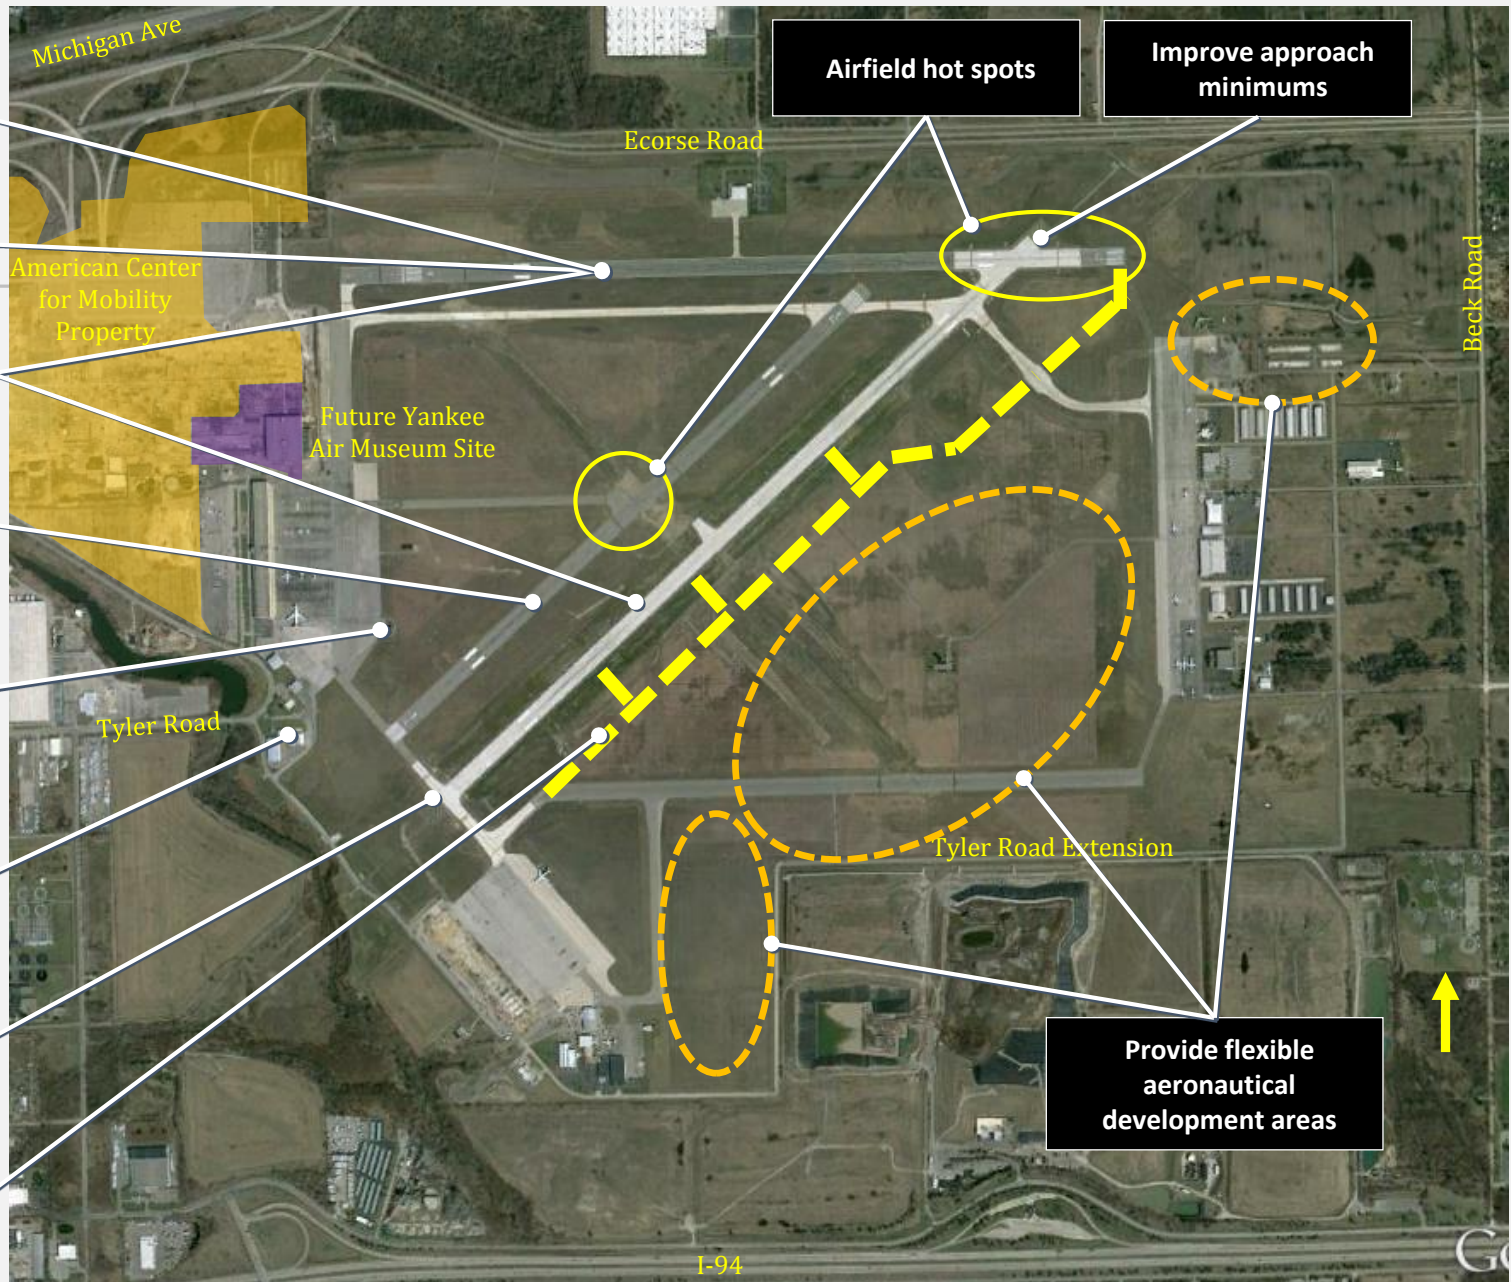 Michigan Ave
Airfield hot spots
Improve approach
minimums
Ecorse Road
American Center
for Mobility
Property
Beck Road
Future Yankee
Air Museum Site
Tyler Road
Tyler Road Extension
Provide flexible
aeronautical
development areas
I-94
Go